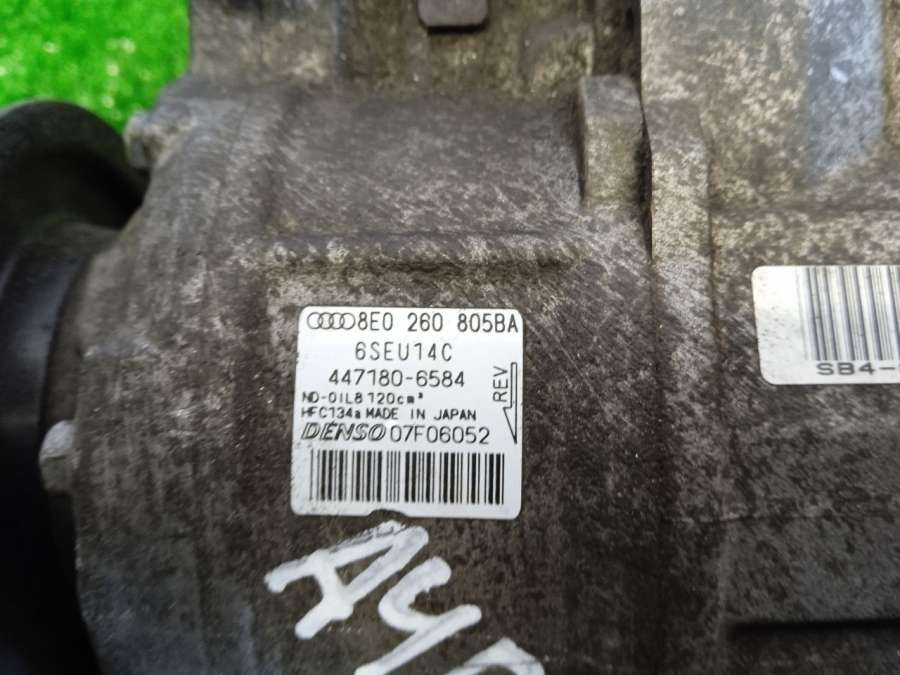 8E0 260 805BA
6SEU14C
447180-6584
ND-OIL8 120cm³
HFC134a MADE IN JAPAN
DENSO 07F06052
REV
SB4-